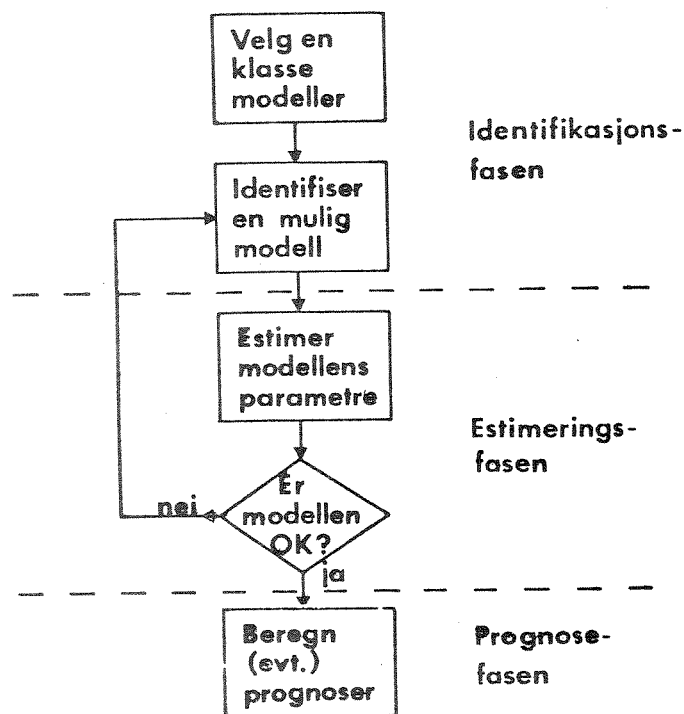 Velg en
klasse
modeller
Identifikasjons-
fasen
Identifiser
en mulig
modell
Estimer
modellens
parametre
Estimerings-
fasen
Er
modellen
OK?
nei
ja
Beregn
(evt.)
prognoser
Prognose-
fasen